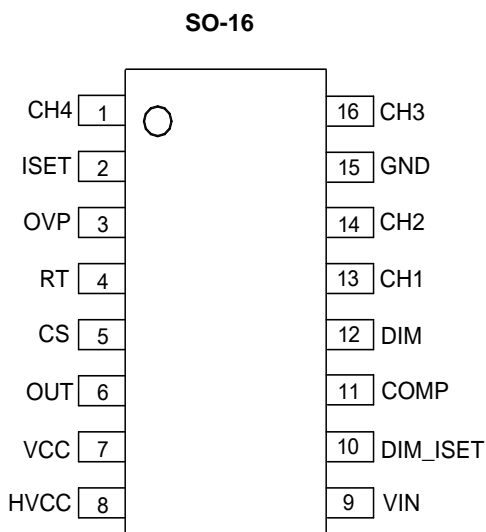 SO-16
CH4 1 16 CH3
ISET 2 15 GND
OVP 3 14 CH2
RT 4 13 CH1
CS 5 12 DIM
OUT 6 11 COMP
VCC 7 10 DIM_ISET
HVCC 8 9 VIN